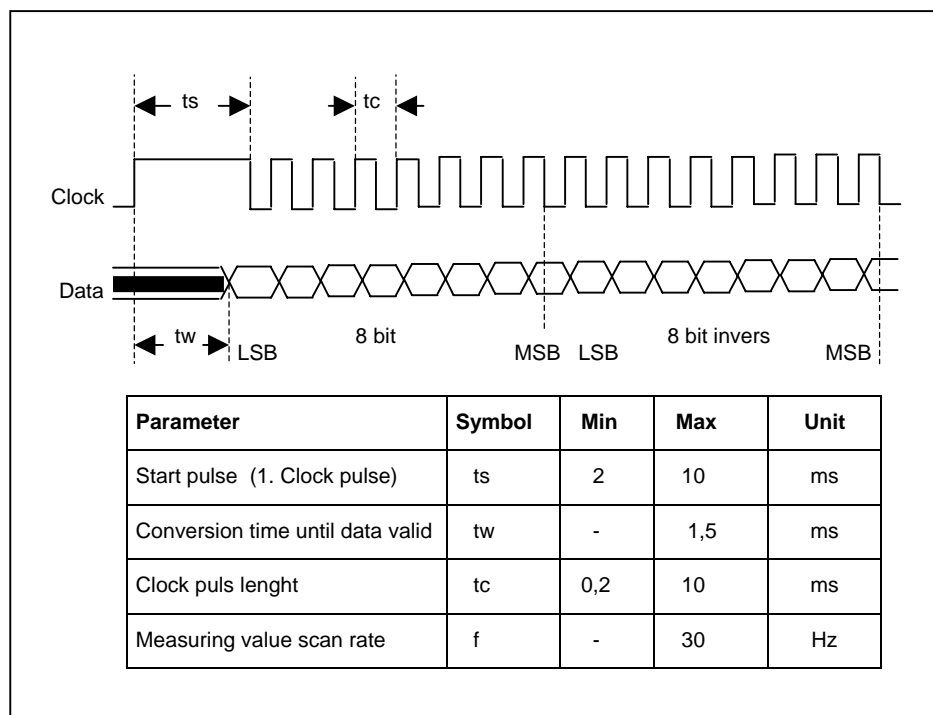 ts
tc
Clock
Data
tw
LSB
8 bit
MSB
LSB
8 bit invers
MSB
Parameter Symbol Min Max Unit
Start pulse (1. Clock pulse) ts 2 10 ms
Conversion time until data valid tw - 1,5 ms
Clock puls lenght tc 0,2 10 ms
Measuring value scan rate f - 30 Hz